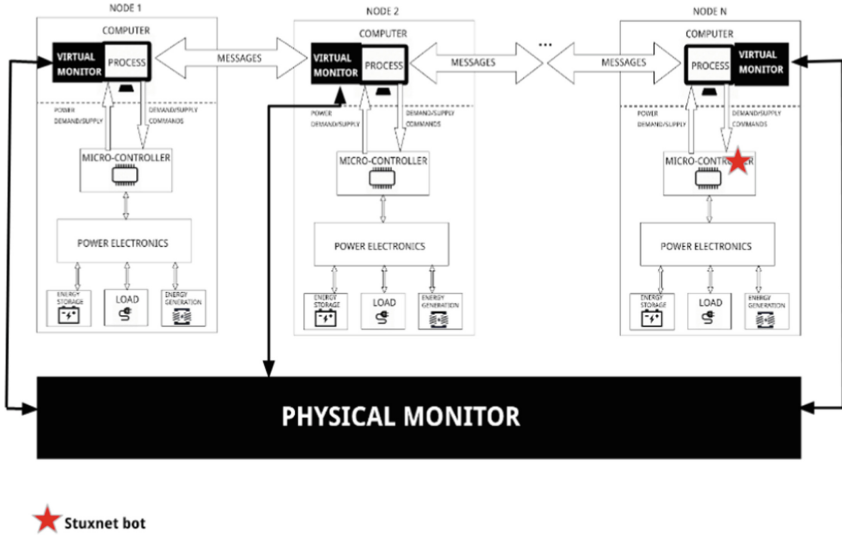 NODE 1
COMPUTER
VIRTUAL
MONITOR
PROCESS
MESSAGES
POWER
DEMAND/SUPPLY
DEMAND/SUPPLY
COMMANDS
MICRO-CONTROLLER
POWER ELECTRONICS
ENERGY
STORAGE
LOAD
ENERGY
GENERATION
NODE 2
COMPUTER
VIRTUAL
MONITOR
PROCESS
MESSAGES
...
MESSAGES
POWER
DEMAND/SUPPLY
DEMAND/SUPPLY
COMMANDS
MICRO-CONTROLLER
POWER ELECTRONICS
ENERGY
STORAGE
LOAD
ENERGY
GENERATION
NODE N
COMPUTER
PROCESS
VIRTUAL
MONITOR
POWER
DEMAND/SUPPLY
DEMAND/SUPPLY
COMMANDS
POWER ELECTRONICS
ENERGY
STORAGE
LOAD
ENERGY
GENERATION
PHYSICAL MONITOR
Stuxnet bot